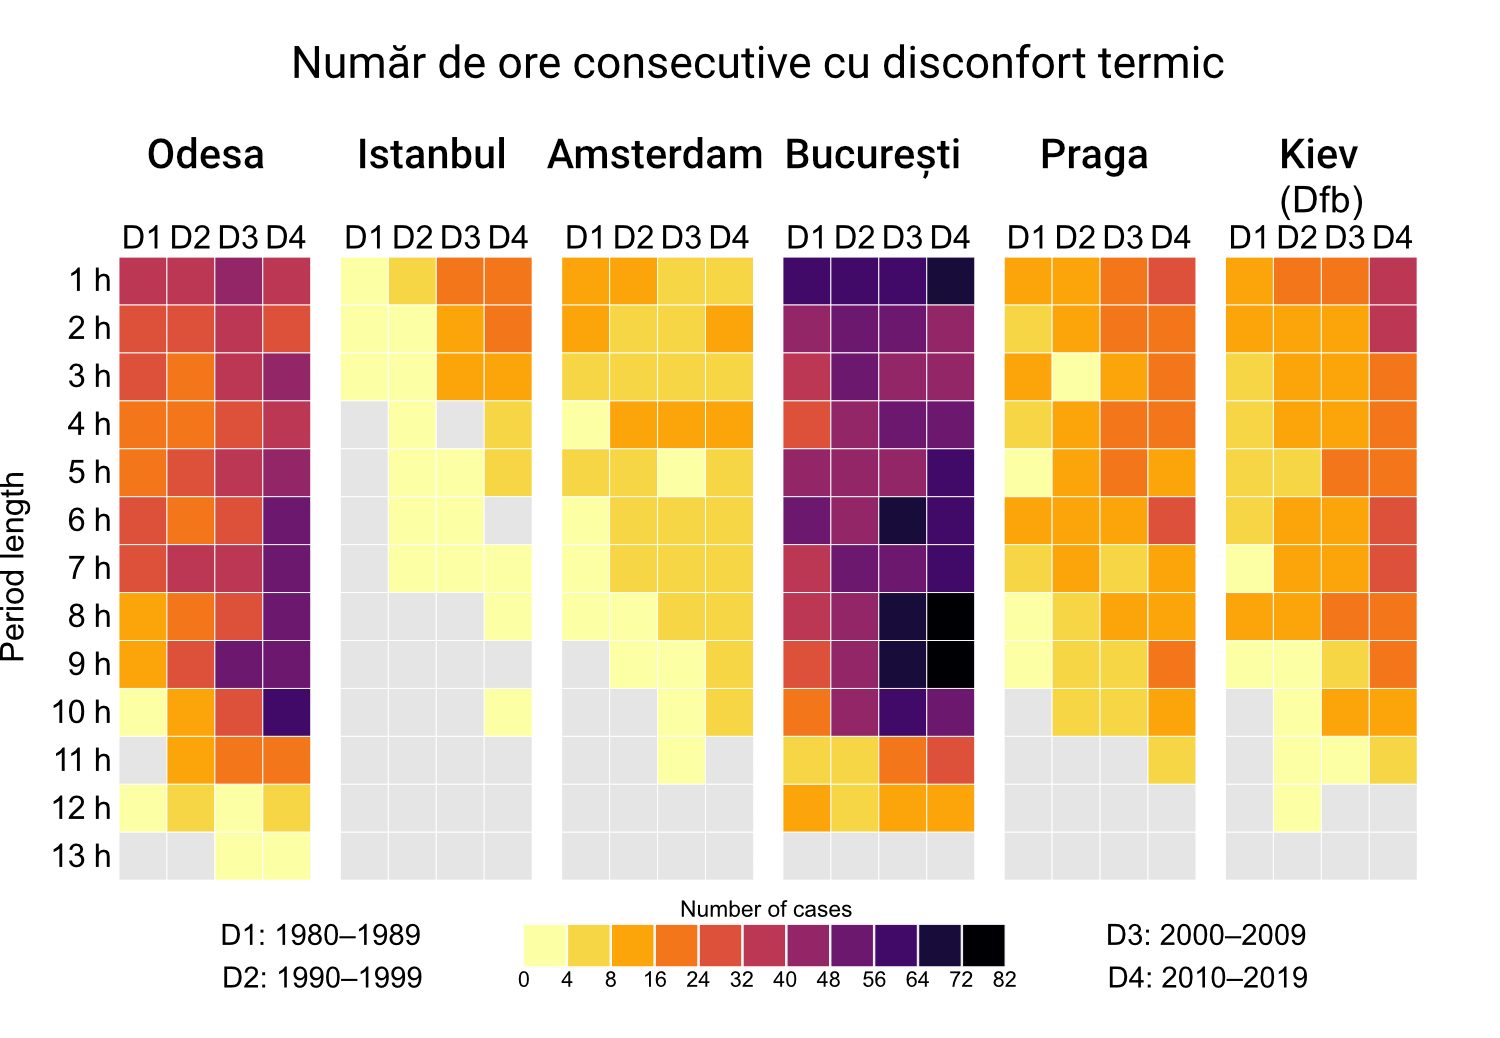 Număr de ore consecutive cu disconfort termic
Odesa Istanbul Amsterdam București Praga Kiev
(Dfb)
D1 D2 D3 D4 D1 D2 D3 D4 D1 D2 D3 D4 D1 D2 D3 D4 D1 D2 D3 D4 D1 D2 D3 D4
Period length
1 h
2 h
3 h
4 h
5 h
6 h
7 h
8 h
9 h
10 h
11 h
12 h
13 h
Number of cases
0 4 8 16 24 32 40 48 56 64 72 82
D1: 1980–1989
D2: 1990–1999
D3: 2000–2009
D4: 2010–2019